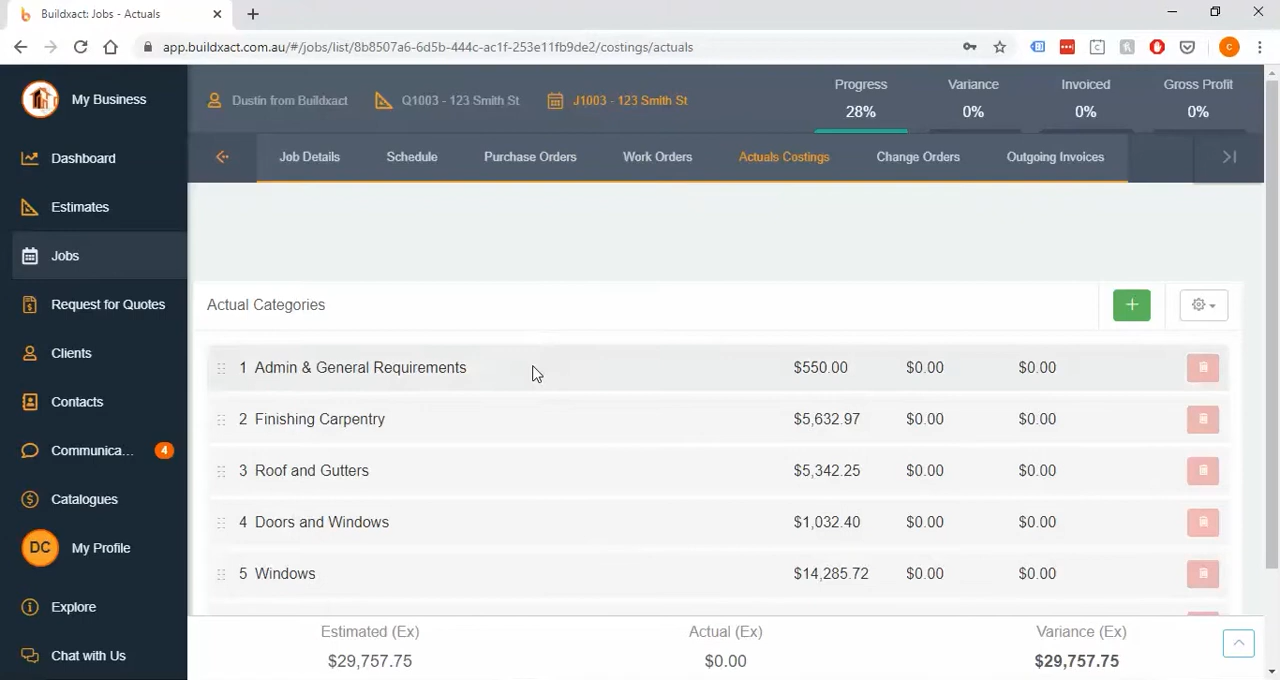 Buildxact: Jobs - Actuals
app.buildxact.com.au/#/jobs/list/8b8507a6-6d5b-444c-ac1f-253e11fb9de2/costings/actuals
C
My Business
Dustin from Buildxact
Q1003 - 123 Smith St
J1003 - 123 Smith St
Progress
28%
Variance
0%
Invoiced
0%
Gross Profit
0%
Job Details
Schedule
Purchase Orders
Work Orders
Actuals Costings
Change Orders
Outgoing Invoices
Dashboard
Estimates
Jobs
Request for Quotes
Clients
Contacts
Communica... 4
Catalogues
DC My Profile
Explore
Chat with Us
Actual Categories
1 Admin & General Requirements $550.00 $0.00 $0.00
2 Finishing Carpentry $5,632.97 $0.00 $0.00
3 Roof and Gutters $5,342.25 $0.00 $0.00
4 Doors and Windows $1,032.40 $0.00 $0.00
5 Windows $14,285.72 $0.00 $0.00
Estimated (Ex) Actual (Ex) Variance (Ex)
$29,757.75 $0.00 $29,757.75